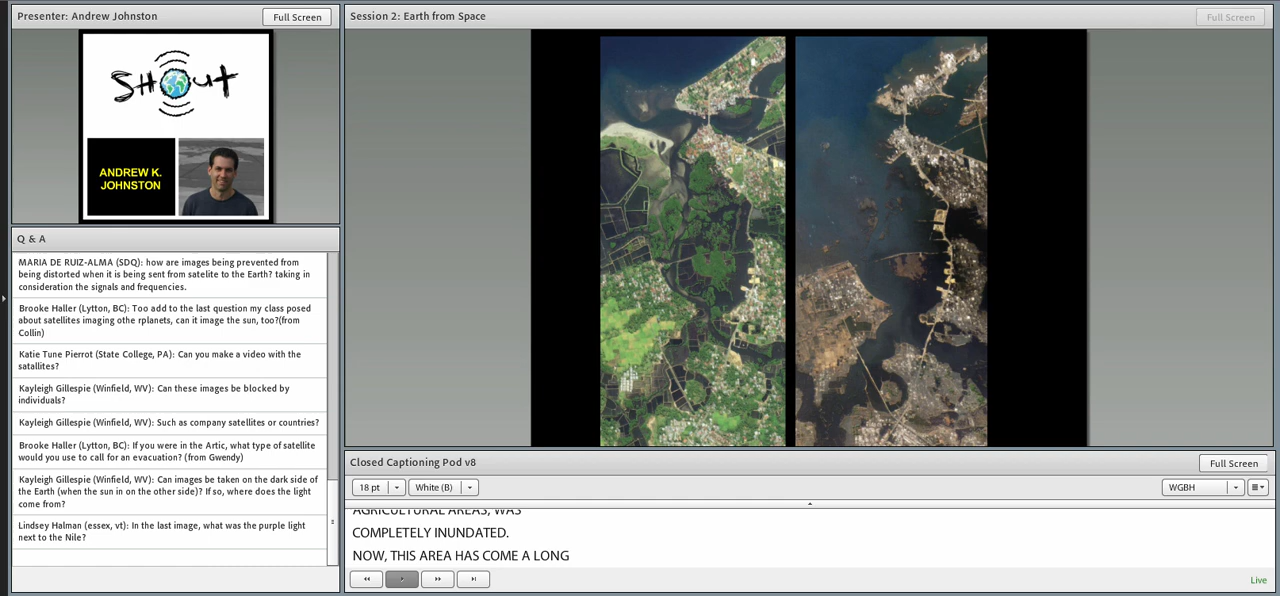 Presenter: Andrew Johnston
Full Screen
SHOUT
ANDREW K.
JOHNSTON
Q & A
MARIA DE RUIZ-ALMA (SDQ): how are images being prevented from
being distorted when it is being sent from satelite to the Earth? taking in
consideration the signals and frequencies.
Brooke Haller (Lytton, BC): Too add to the last question my class posed
about satellites imaging othe rplanets, can it image the sun, too?(from
Collin)
Katie Tune Pierrot (State College, PA): Can you make a video with the
satallites?
Kayleigh Gillespie (Winfield, WV): Can these images be blocked by
individuals?
Kayleigh Gillespie (Winfield, WV): Such as company satellites or countries?
Brooke Haller (Lytton, BC): If you were in the Artic, what type of satellite
would you use to call for an evacuation? (from Gwendy)
Kayleigh Gillespie (Winfield, WV): Can images be taken on the dark side of
the Earth (when the sun in on the other side)? If so, where does the light
come from?
Lindsey Halman (essex, vt): In the last image, what was the purple light
next to the Nile?
Session 2: Earth from Space
Full Screen
Closed Captioning Pod v8
Full Screen
18 pt
White (B)
WGBH
AGRICULTURAL AREAS, WAS
COMPLETELY INUNDATED.
NOW, THIS AREA HAS COME A LONG
Live